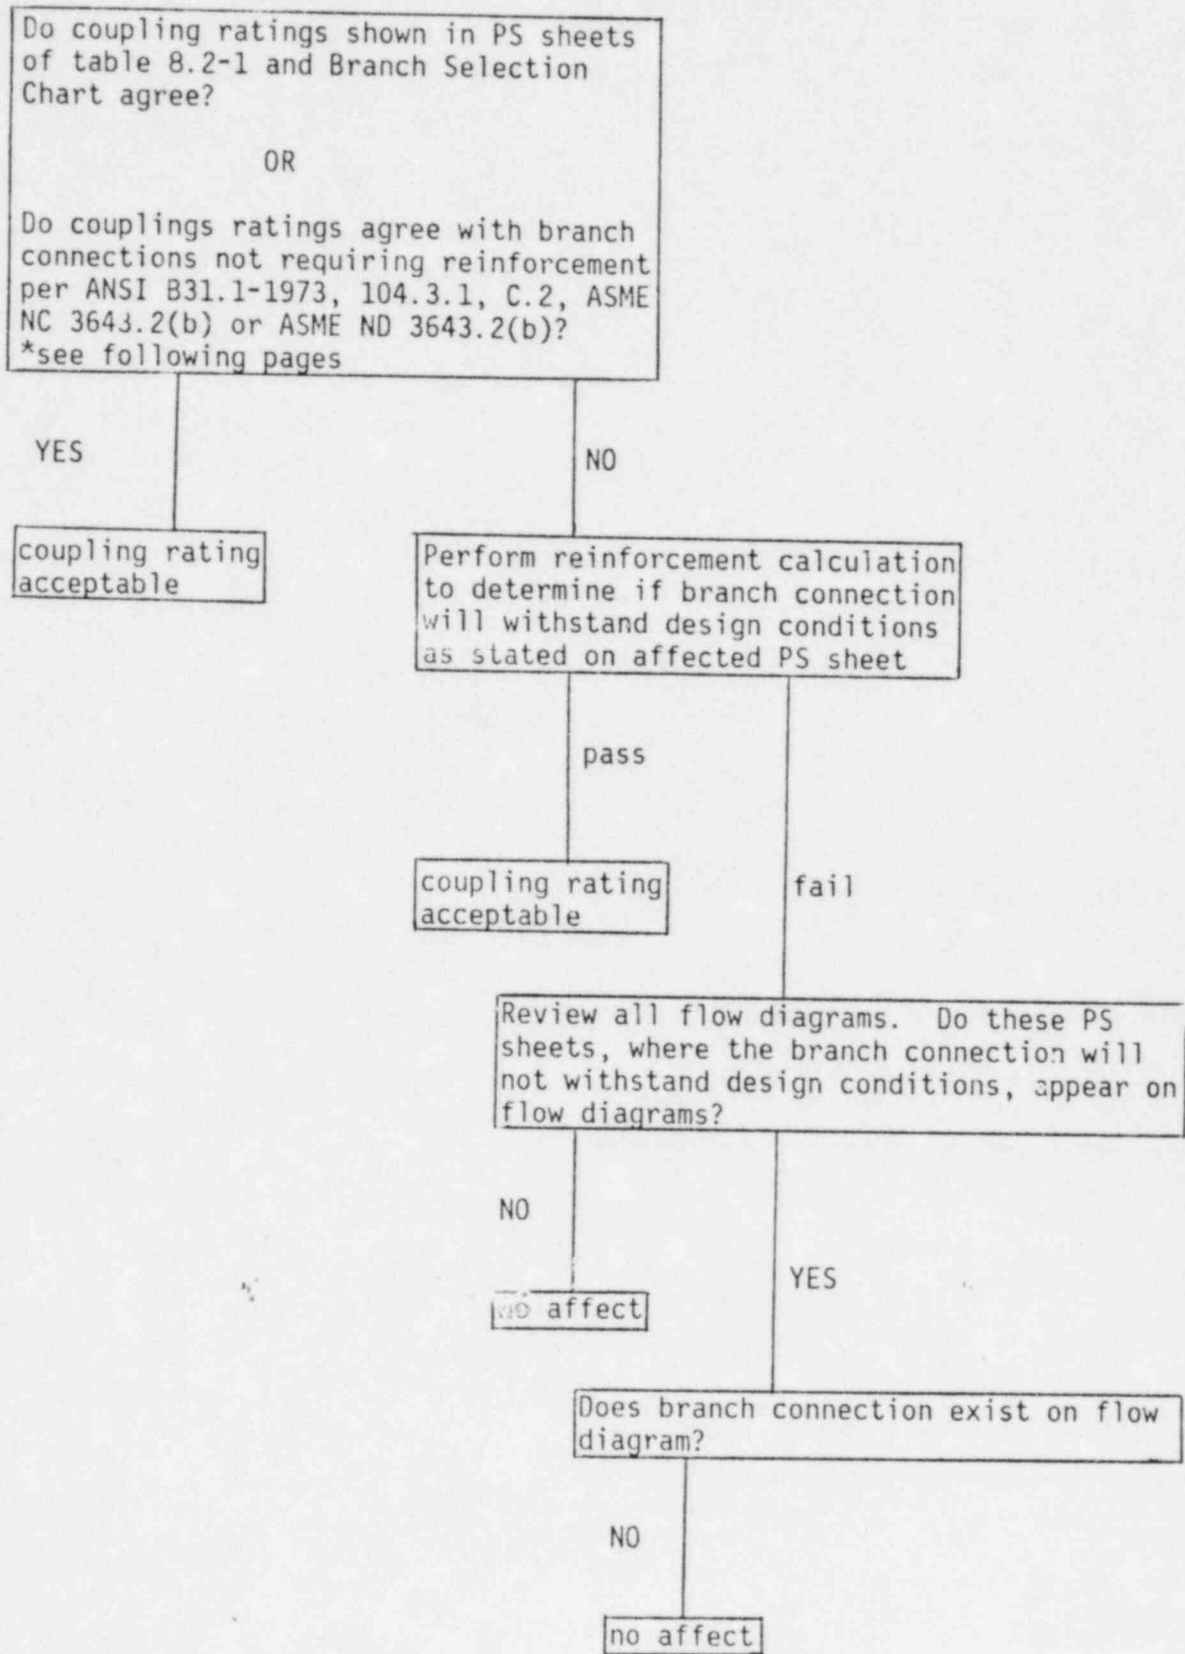 Do coupling ratings shown in PS sheets
of table 8.2-1 and Branch Selection
Chart agree?
OR
Do couplings ratings agree with branch
connections not requiring reinforcement
per ANSI B31.1-1973, 104.3.1, C.2, ASME
NC 3643.2(b) or ASME ND 3643.2(b)?
*see following pages
YES
NO
coupling rating
acceptable
Perform reinforcement calculation
to determine if branch connection
will withstand design conditions
as stated on affected PS sheet
pass
fail
coupling rating
acceptable
Review all flow diagrams. Do these PS
sheets, where the branch connection will
not withstand design conditions, appear on
flow diagrams?
NO
YES
no affect
Does branch connection exist on flow
diagram?
NO
no affect